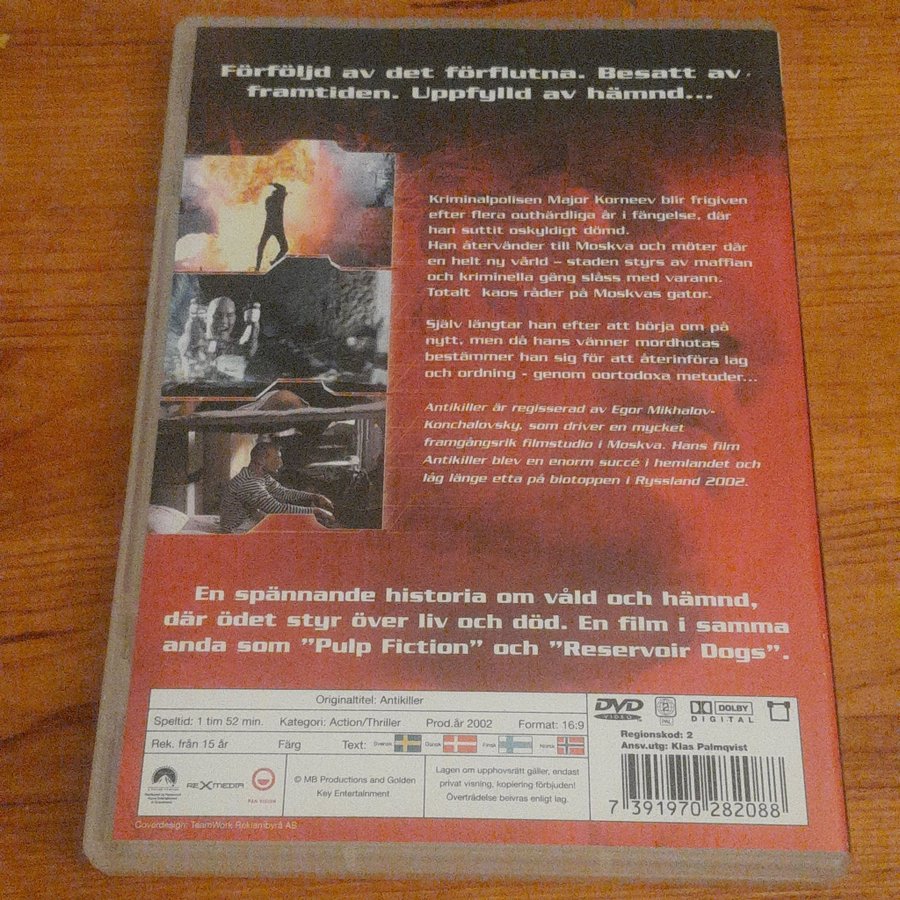 Förföljd av det förflutna. Besatt av
framtiden. Uppfylld av hämnd...
Kriminalpolisen Major Korneev blir frigiven
efter flera outhärdliga år i fängelse, där
han suttit oskyldigt dömd.
Han återvänder till Moskva och möter där
en helt ny värld – staden styrs av maffian
och kriminella gäng slåss med varann.
Totalt kaos råder på Moskvas gator.
Själv längtar han efter att börja om på
nytt, men då hans vänner mordhotas
bestämmer han sig för att återinföra lag
och ordning - genom oortodoxa metoder...
Antikiller är regisserad av Egor Mikhalov-
Konchalovsky, som driver en mycket
framgångsrik filmstudio i Moskva. Hans film
Antikiller blev en enorm succé i hemlandet och
låg länge etta på biotoppen i Ryssland 2002.
En spännande historia om våld och hämnd,
där ödet styr över liv och död. En film i samma
anda som "Pulp Fiction" och "Reservoir Dogs".
Originaltitel: Antikiller
Speltid: 1 tim 52 min. Kategori: Action/Thriller Prod.år 2002 Format: 16:9
Rek. från 15 år Färg Text: Svensk Dansk Finsk Norsk
DVD VIDEO
2 PAL
DOLBY DIGITAL
Regionskod: 2
Ansv.utg: Klas Palmqvist
REXMEDIA
PAN VISION
© MB Productions and Golden
Key Entertainment
Lagen om upphovsrätt gäller, endast
privat visning, kopiering förbjuden!
Överträdelse beivras enligt lag.
7 391970 282088
Coverdesign: TeamWork Reklambyrå AB